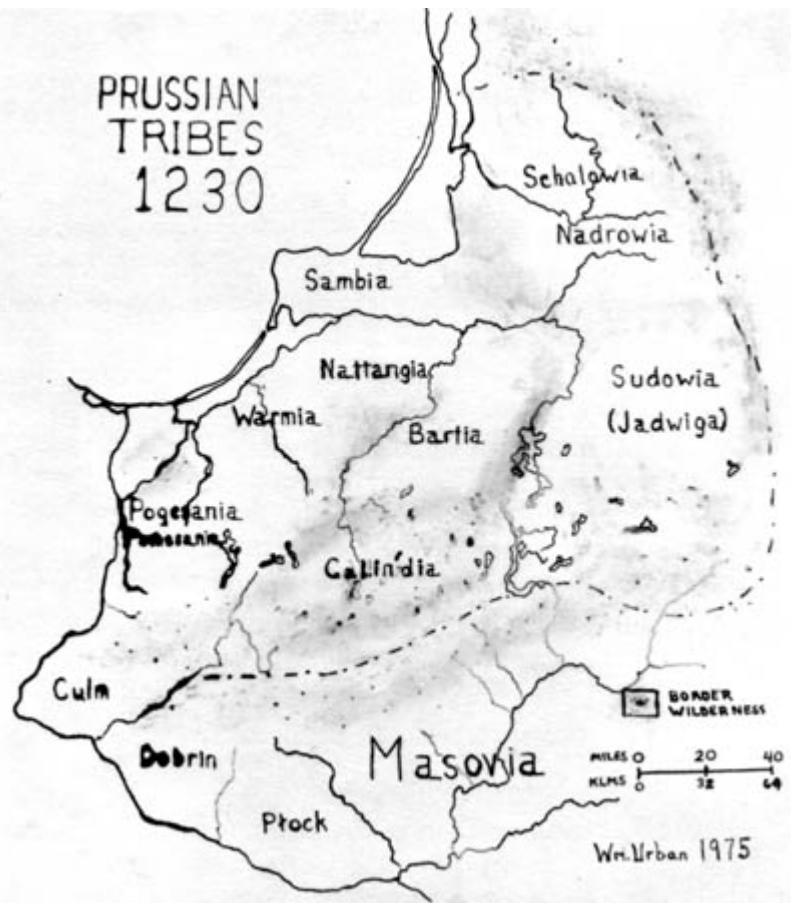 PRUSSIAN
TRIBES
1230
Schalowia
Nadrowia
Sambia
Nattangia
Sudowia
(Jadwiga)
Warmia
Bartia
Pogesania
Pomesania
Galindia
Culm
BORDER
WILDERNESS
Dobrin
Masovia
MILES 0 20 40
KLMS 0 32 64
Płock
Wm. Urban 1975